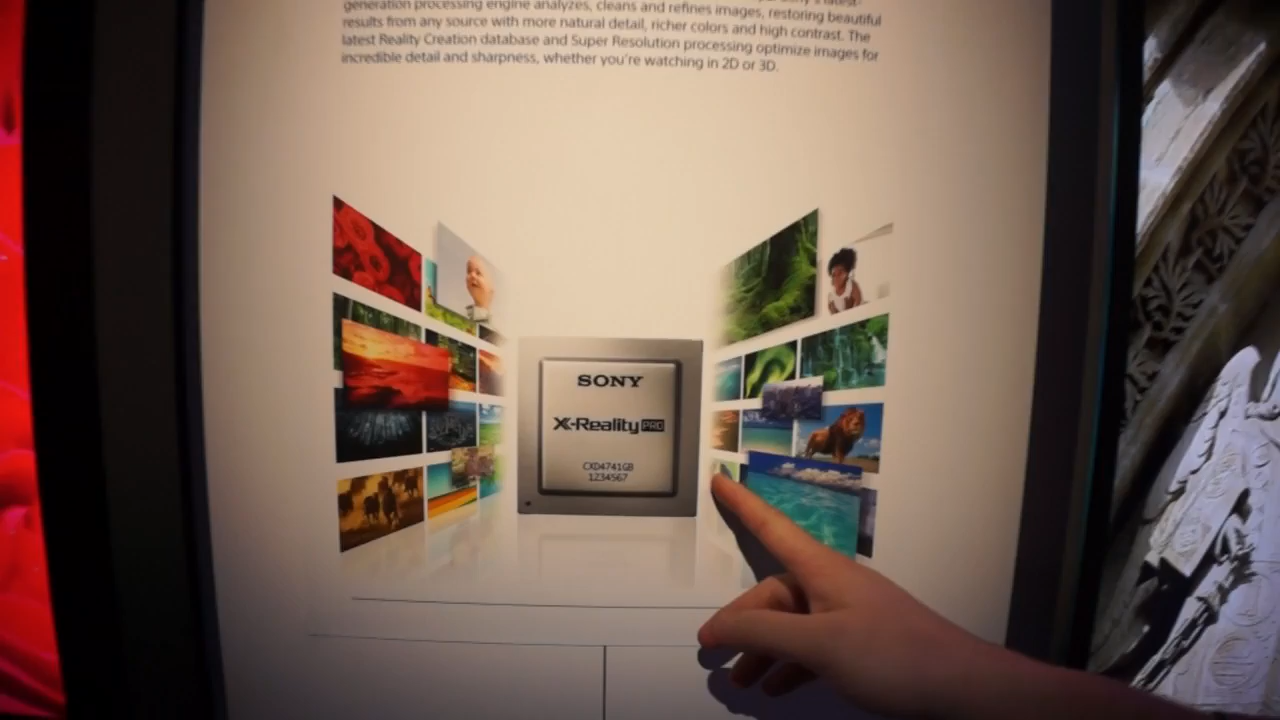 generation processing engine analyzes, cleans and refines images, restoring beautiful
results from any source with more natural detail, richer colors and high contrast. The
latest Reality Creation database and Super Resolution processing optimize images for
incredible detail and sharpness, whether you're watching in 2D or 3D.
SONY
X-Reality PRO
CXD4741GB
1234567